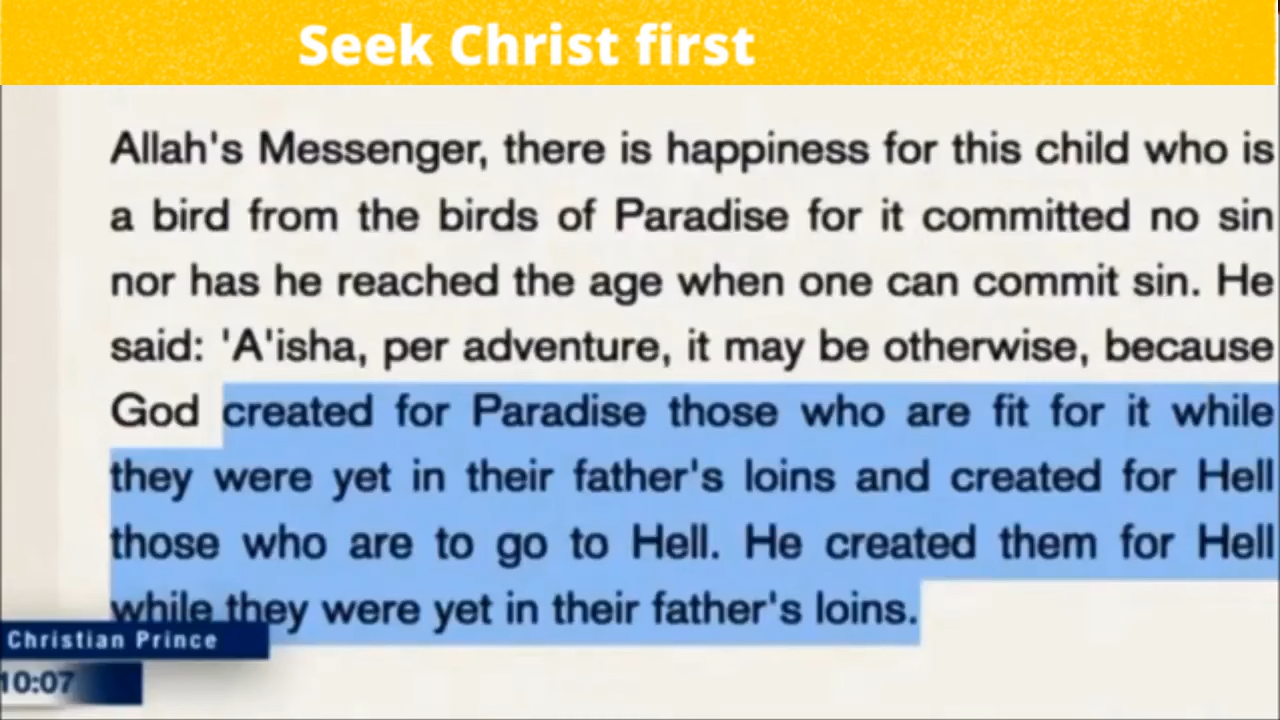 Seek Christ first
Allah's Messenger, there is happiness for this child who is
a bird from the birds of Paradise for it committed no sin
nor has he reached the age when one can commit sin. He
said: 'A'isha, per adventure, it may be otherwise, because
God created for Paradise those who are fit for it while
they were yet in their father's loins and created for Hell
those who are to go to Hell. He created them for Hell
while they were yet in their father's loins.
Christian Prince
10:07